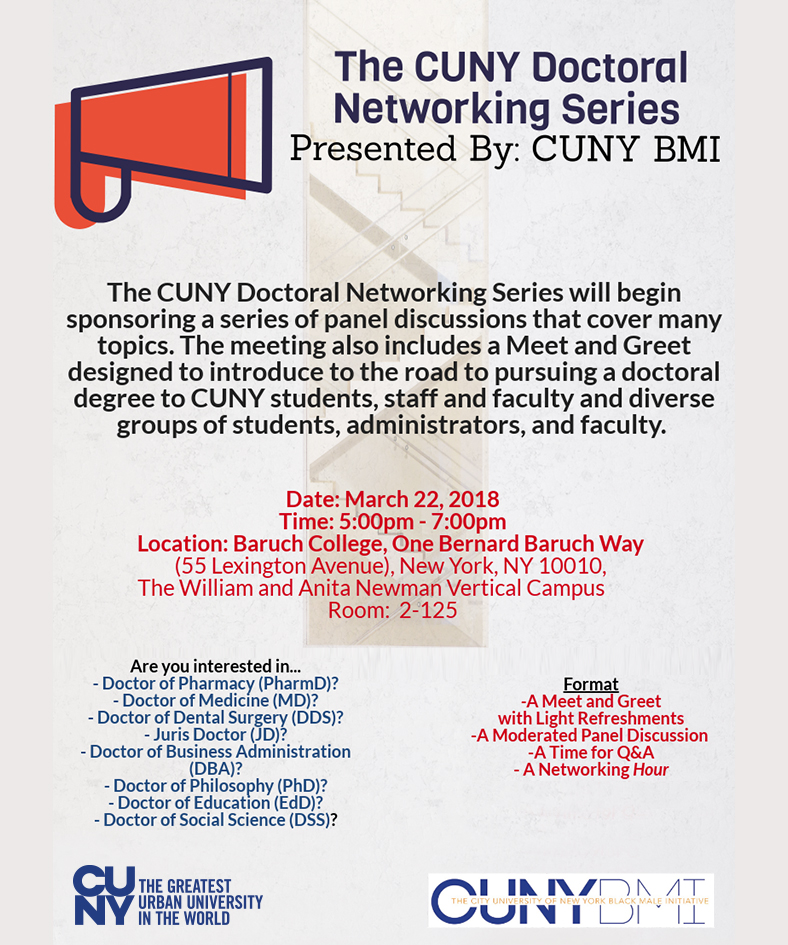 The CUNY Doctoral
Networking Series
Presented By: CUNY BMI
The CUNY Doctoral Networking Series will begin
sponsoring a series of panel discussions that cover many
topics. The meeting also includes a Meet and Greet
designed to introduce to the road to pursuing a doctoral
degree to CUNY students, staff and faculty and diverse
groups of students, administrators, and faculty.
Date: March 22, 2018
Time: 5:00pm - 7:00pm
Location: Baruch College, One Bernard Baruch Way
(55 Lexington Avenue), New York, NY 10010,
The William and Anita Newman Vertical Campus
Room: 2-125
Are you interested in...
- Doctor of Pharmacy (PharmD)?
- Doctor of Medicine (MD)?
- Doctor of Dental Surgery (DDS)?
- Juris Doctor (JD)?
- Doctor of Business Administration
(DBA)?
- Doctor of Philosophy (PhD)?
- Doctor of Education (EdD)?
- Doctor of Social Science (DSS)?
Format
-A Meet and Greet
with Light Refreshments
-A Moderated Panel Discussion
-A Time for Q&A
- A Networking Hour
CU
NY
THE GREATEST
URBAN UNIVERSITY
IN THE WORLD
CUNYBMI
THE CITY UNIVERSITY OF NEW YORK BLACK MALE INITIATIVE